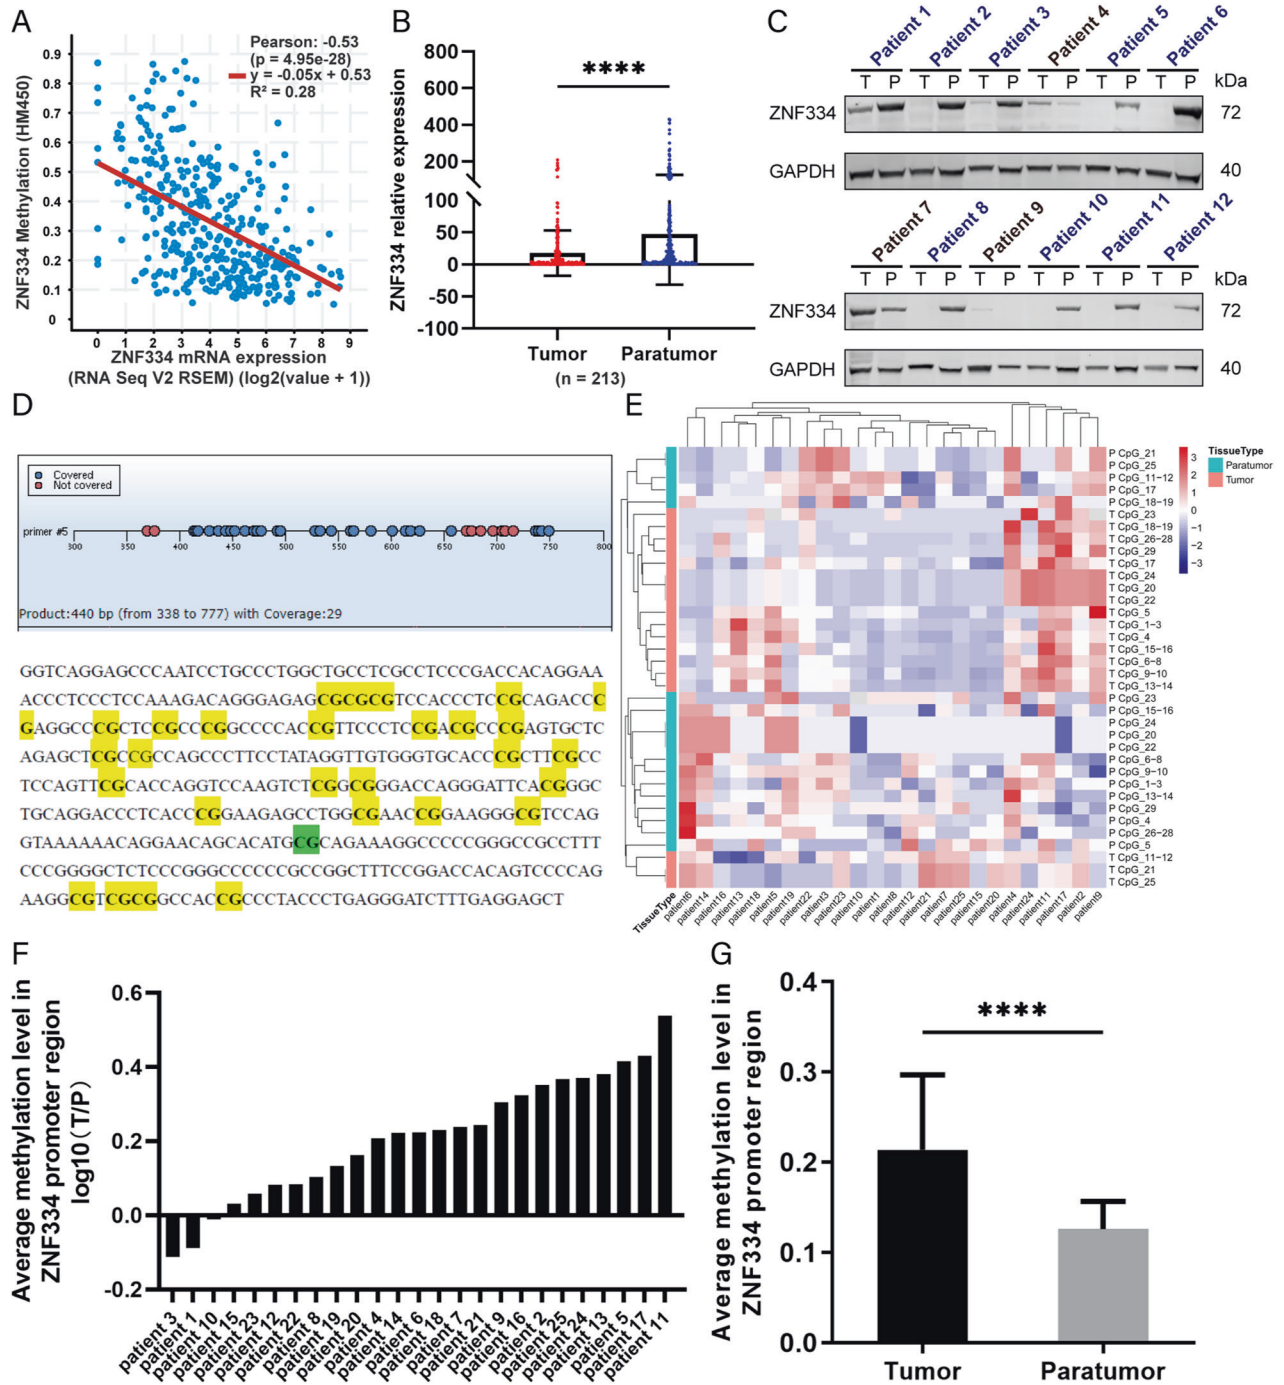 A
ZNF334 Methylation (HM450)
0.9
0.8
0.7
0.6
0.5
0.4
0.3
0.2
0.1
0
Pearson: -0.53
(p = 4.95e-28)
y = -0.05x + 0.53
R² = 0.28
0 1 2 3 4 5 6 7 8 9
ZNF334 mRNA expression
(RNA Seq V2 RSEM) (log2(value + 1))
B
ZNF334 relative expression
800
600
400
200
100
50
0
-50
-100
****
Tumor Paratumor
(n = 213)
C
Patient 1 Patient 2 Patient 3 Patient 4 Patient 5 Patient 6
T P T P T P T P T P T P kDa
ZNF334 72
GAPDH 40
Patient 7 Patient 8 Patient 9 Patient 10 Patient 11 Patient 12
T P T P T P T P T P T P kDa
ZNF334 72
GAPDH 40
D
Covered
Not covered
primer #5
300 350 400 450 500 550 600 650 700 750 800
Product:440 bp (from 338 to 777) with Coverage:29
GGTCAGGAGCCCAATCCTGCCCTGGCTGCCTCGCCTCCCGACCACAGGAA
ACCCTCCCTCCAAAGACAGGGAGAGCGCGCGTCCACCCTCCGCAGACCC
GAGGCCCGCTCCGCCCGGCCCCACCGTTCCCTCCGACGCCCGAGTGCTC
AGAGCTCGCCGCCAGCCCTTCCTATAGGTTGTGGGTGCACCCGCTTCGCC
TCCAGTTCGCACCAGGTCCAAGTCTCGGCGGGACCAGGGATTCACGGGC
TGCAGGACCCTCACCCGGAAGAGCCTGGCGAACCGGAAGGGCGTCCAG
GTAAAAAACAGGAACAGCACATGCGCAGAAAGGCCCCCGGGCCGCCTTT
CCCGGGGCTCTCCCGGGCCCCCCGCCGGCTTTCCGGACCACAGTCCCCAG
AAGGCGTCGCGGCCACCGCCCTACCCTGAGGGATCTTTGAGGAGCT
E
P CpG_21
P CpG_25
P CpG_11-12
P CpG_17
P CpG_18-19
T CpG_23
T CpG_18-19
T CpG_26-28
T CpG_29
T CpG_17
T CpG_24
T CpG_20
T CpG_22
T CpG_5
T CpG_1-3
T CpG_4
T CpG_15-16
T CpG_6-8
T CpG_9-10
T CpG_13-14
P CpG_23
P CpG_15-16
P CpG_24
P CpG_20
P CpG_22
P CpG_6-8
P CpG_9-10
P CpG_1-3
P CpG_13-14
P CpG_29
P CpG_4
P CpG_26-28
P CpG_5
T CpG_11-12
T CpG_21
T CpG_25
3
2
1
0
-1
-2
-3
TissueType
Paratumor
Tumor
TissueType patient6 patient14 patient16 patient13 patient18 patient5 patient19 patient22 patient3 patient23 patient10 patient1 patient8 patient12 patient21 patient7 patient25 patient15 patient20 patient4 patient24 patient11 patient17 patient2 patient9
F
Average methylation level in
ZNF334 promoter region
log10 (T/P)
0.6
0.4
0.2
0.0
-0.2
patient 3 patient 1 patient 10 patient 15 patient 23 patient 12 patient 22 patient 8 patient 19 patient 20 patient 4 patient 14 patient 6 patient 18 patient 7 patient 21 patient 9 patient 16 patient 2 patient 25 patient 24 patient 13 patient 5 patient 17 patient 11
G
Average methylation level in
ZNF334 promoter region
0.4
0.3
0.2
0.1
0.0
****
Tumor Paratumor